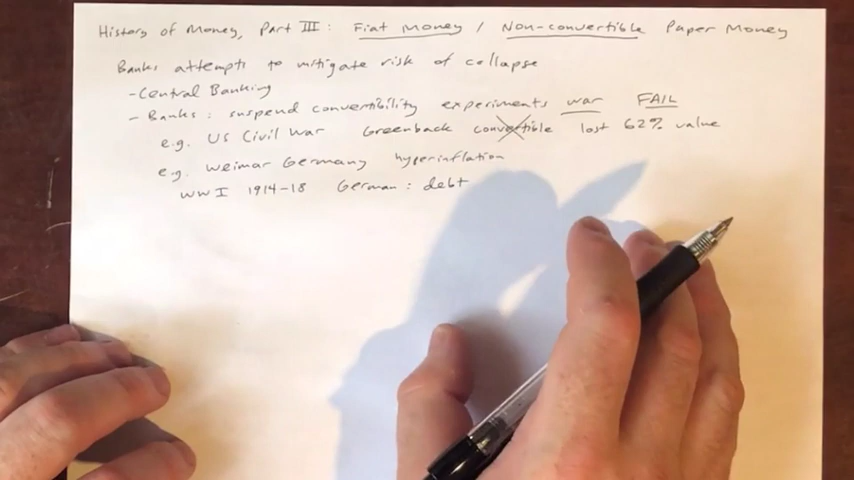 History of Money, Part III: Fiat Money / Non-convertible Paper Money
Banks attempts to mitigate risk of collapse
- Central Banking
- Banks: suspend convertibility experiments war FAIL
e.g. US Civil War Greenback convertible lost 62% value
e.g. Weimar Germany hyperinflation
WWI 1914-18 German: debt